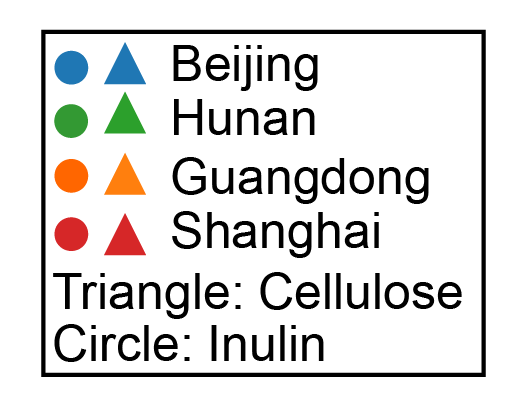 Beijing
Hunan
Guangdong
Shanghai
Triangle: Cellulose
Circle: Inulin